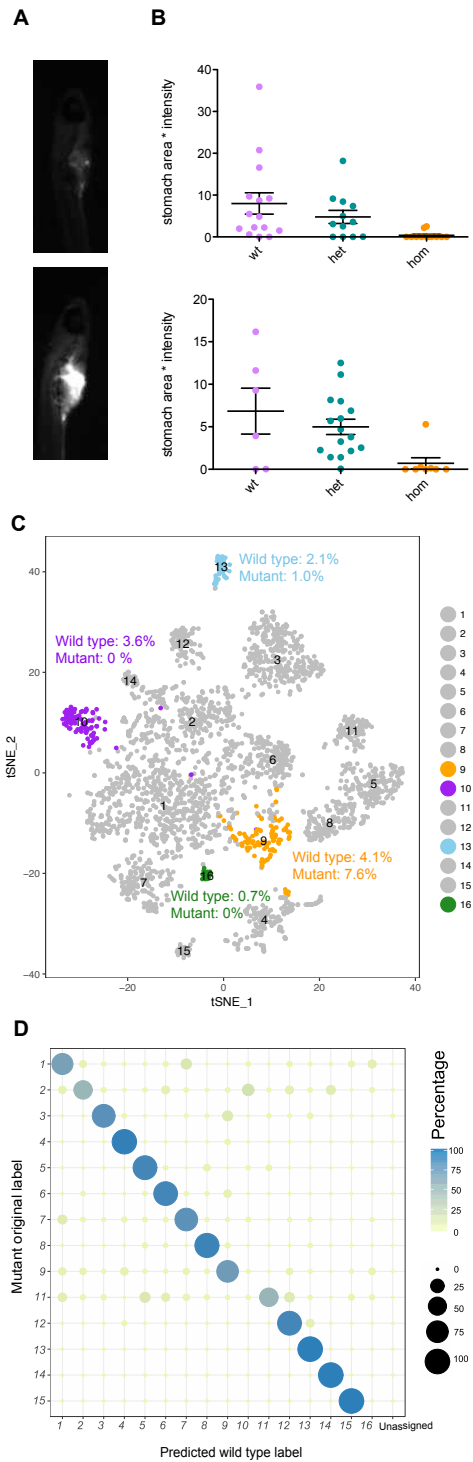 A
B
40
30
20
10
0
stomach area * intensity
wt
het
hom
20
15
10
5
0
stomach area * intensity
wt
het
hom
C
13
Wild type: 2.1%
Mutant: 1.0%
Wild type: 3.6%
Mutant: 0 %
12
3
14
10
2
11
6
5
1
8
9
Wild type: 4.1%
Mutant: 7.6%
7
16
Wild type: 0.7%
Mutant: 0%
4
15
40
20
0
−20
−40
tSNE_2
−20
0
20
40
tSNE_1
1
2
3
4
5
6
7
8
9
10
11
12
13
14
15
16
D
Mutant original label
1
2
3
4
5
6
7
8
9
11
12
13
14
15
1 2 3 4 5 6 7 8 9 10 11 12 13 14 15 16 Unassigned
Predicted wild type label
Percentage
100
75
50
25
0
0
25
50
75
100